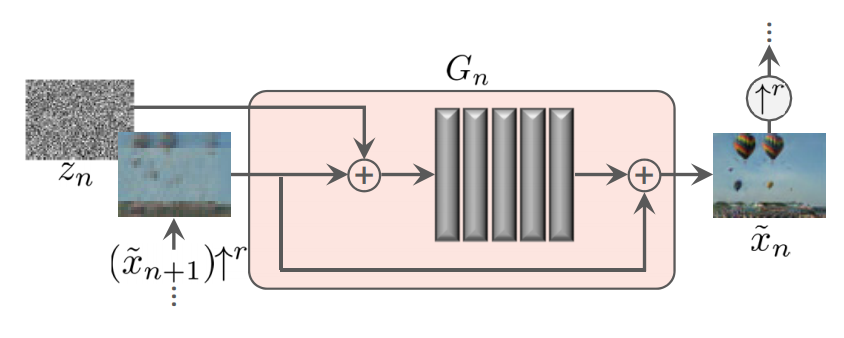 G_n
↑^r
z_n
(x̃_{n+1})↑^r
x̃_n